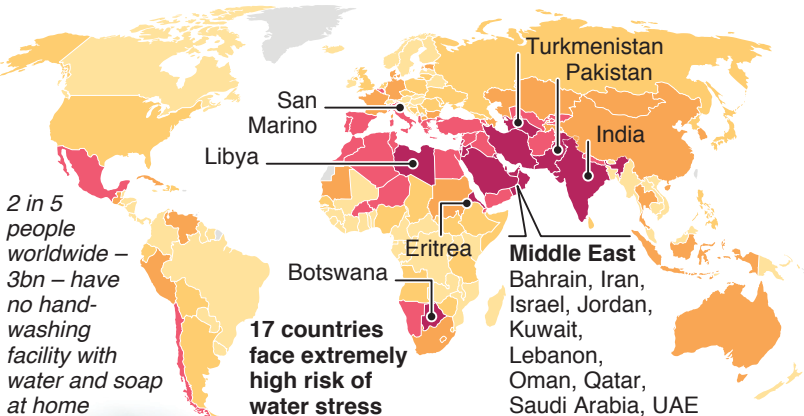 Turkmenistan
Pakistan
San
Marino
India
Libya
2 in 5
people
worldwide –
3bn – have
no hand-
washing
facility with
water and soap
at home
Eritrea
Botswana
17 countries
face extremely
high risk of
water stress
Middle East
Bahrain, Iran,
Israel, Jordan,
Kuwait,
Lebanon,
Oman, Qatar,
Saudi Arabia, UAE